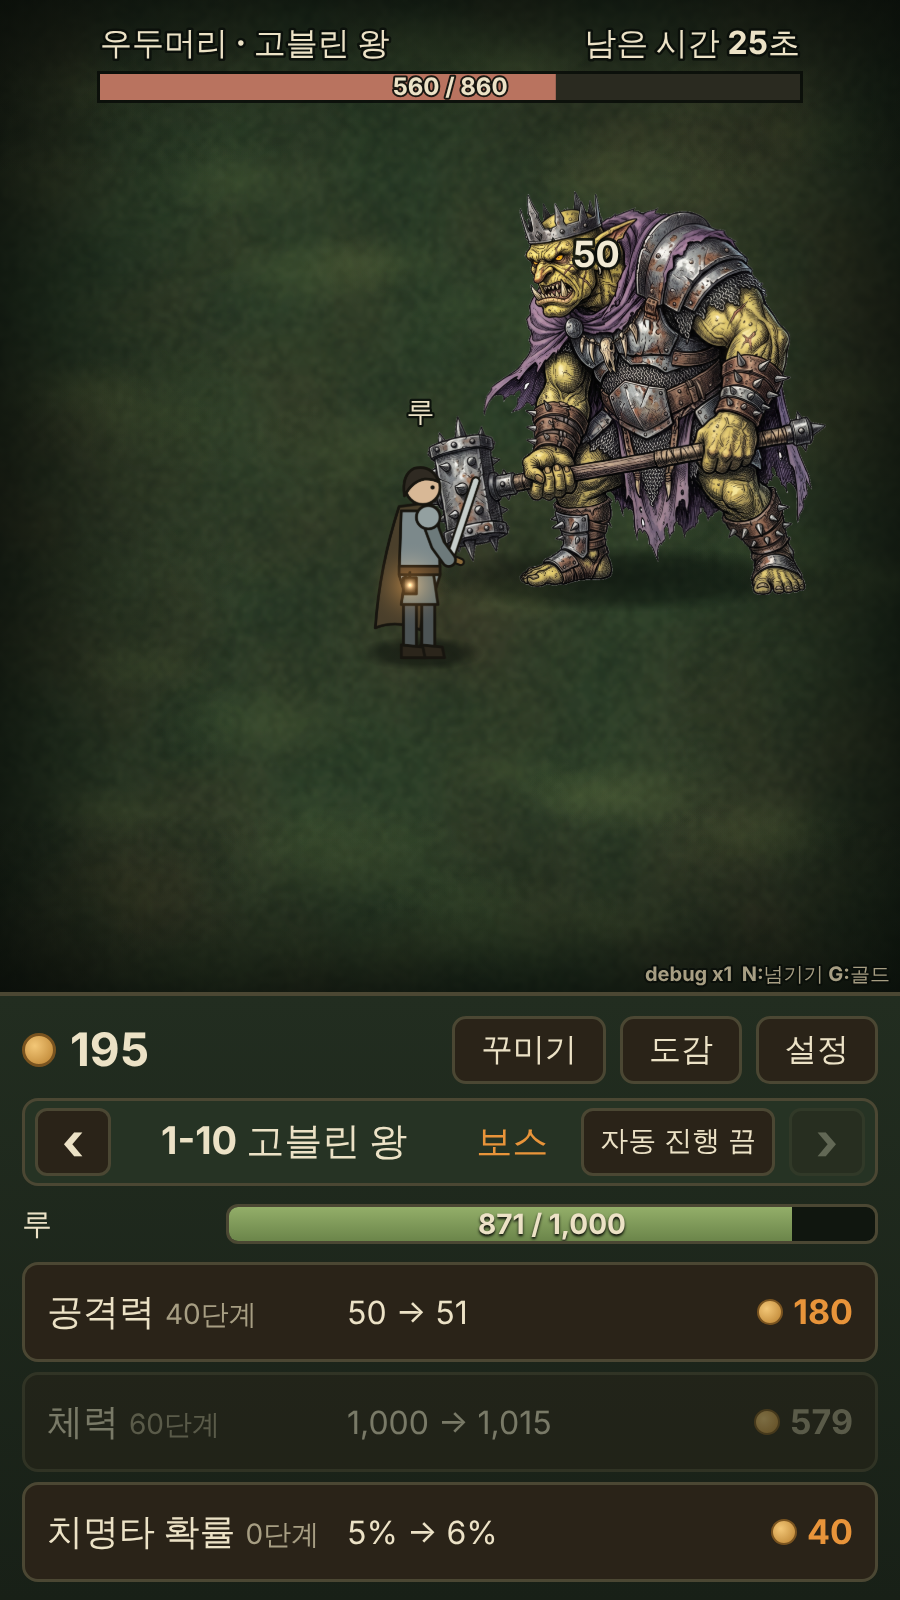 우두머리 · 고블린 왕 남은 시간 25초
560 / 860
50
루
debug x1 N:넘기기 G:골드
195 꾸미기 도감 설정
‹ 1-10 고블린 왕 보스 자동 진행 끔 ›
루 871 / 1,000
공격력 40단계 50 → 51 180
체력 60단계 1,000 → 1,015 579
치명타 확률 0단계 5% → 6% 40